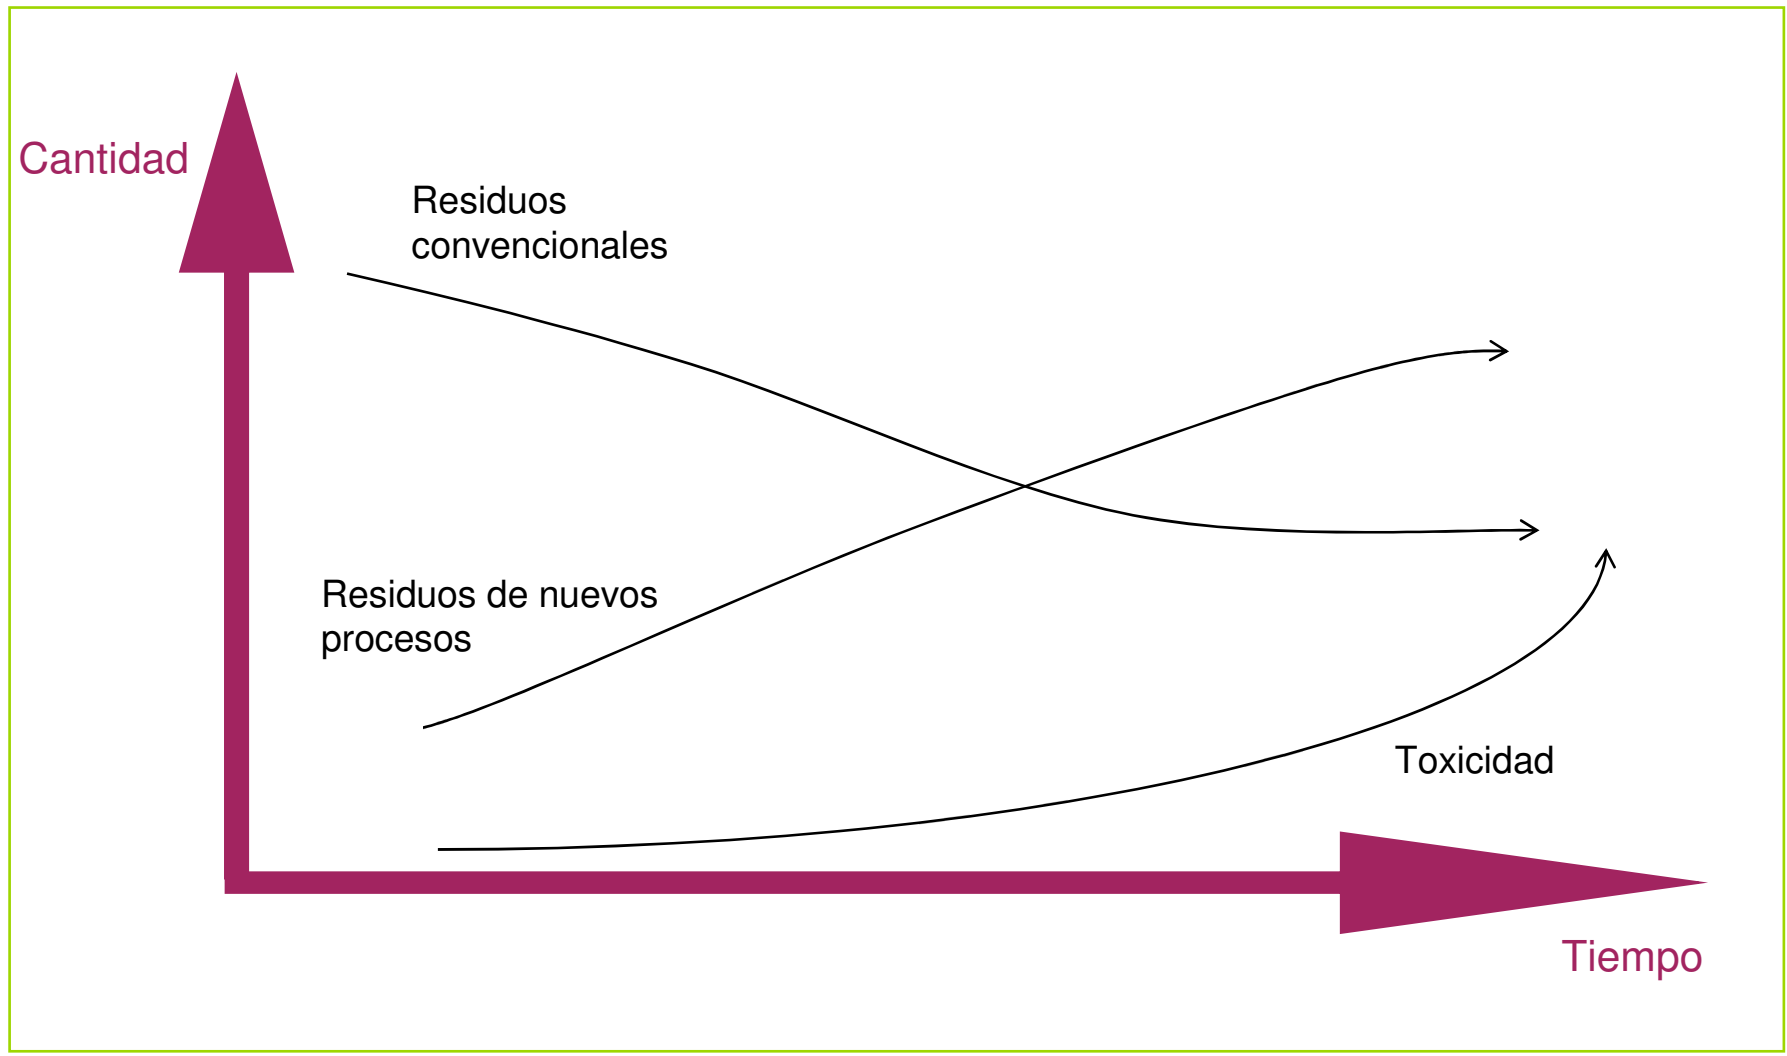 Cantidad
Residuos
convencionales
Residuos de nuevos
procesos
Toxicidad
Tiempo